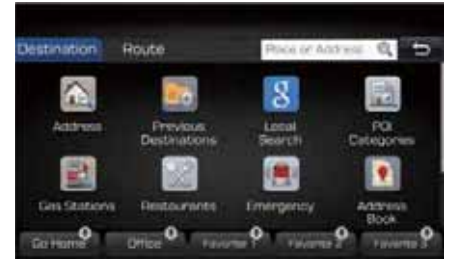 Destination Route Place or Address
Address Previous Destinations Local Search POI Categories
Gas Stations Restaurants Emergency Address Book
Go Home Office Favorite 1 Favorite 2 Favorite 3